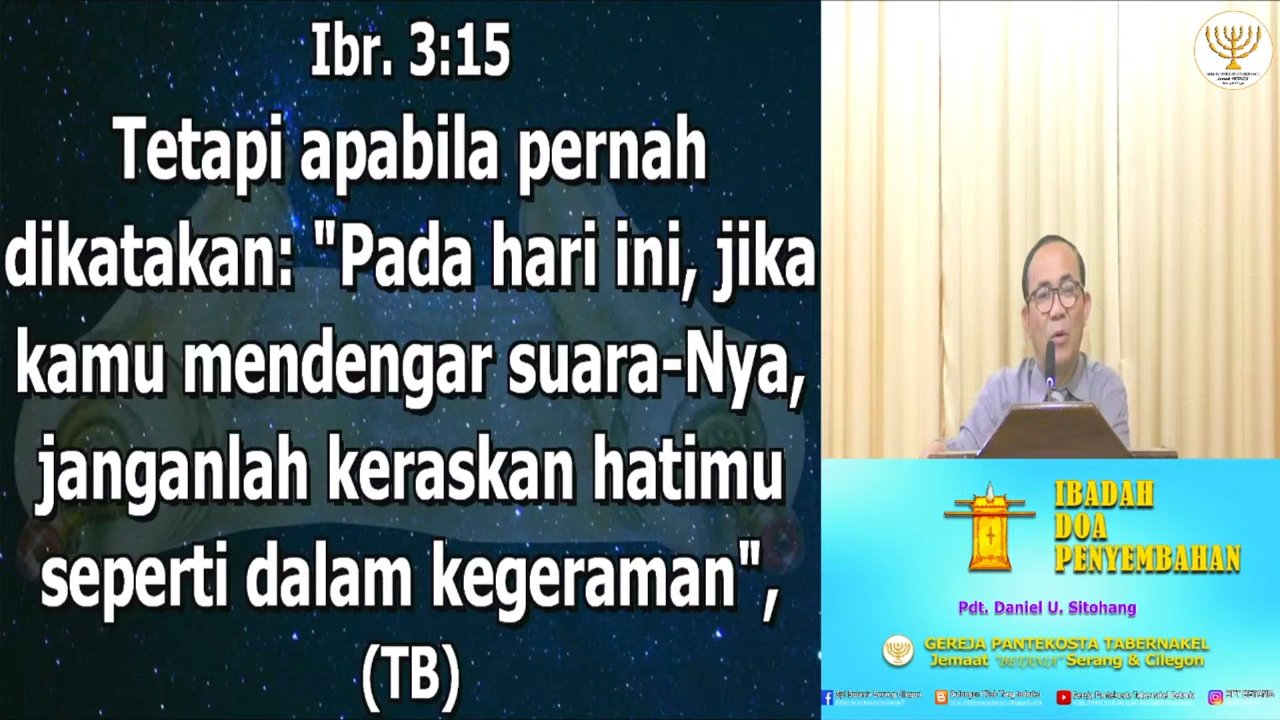 Ibr. 3:15
Tetapi apabila pernah
dikatakan: "Pada hari ini, jika
kamu mendengar suara-Nya,
janganlah keraskan hatimu
seperti dalam kegeraman",
(TB)
IBADAH
DOA
PENYEMBAHAN
Pdt. Daniel U. Sitohang
GEREJA PANTEKOSTA TABERNAKEL
Jemaat "BETANIA" Serang & Cilegon